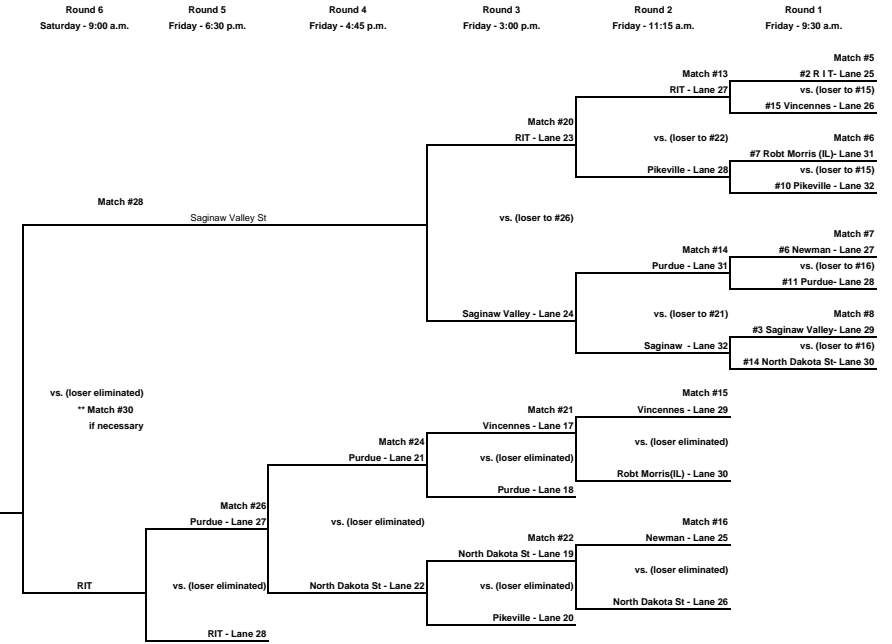 Round 6 Round 5 Round 4 Round 3 Round 2 Round 1
Saturday - 9:00 a.m. Friday - 6:30 p.m. Friday - 4:45 p.m. Friday - 3:00 p.m. Friday - 11:15 a.m. Friday - 9:30 a.m.
Match #5
Match #13 #2 R I T- Lane 25
RIT - Lane 27 vs. (loser to #15)
#15 Vincennes - Lane 26
Match #20
RIT - Lane 23 vs. (loser to #22) Match #6
#7 Robt Morris (IL)- Lane 31
Pikeville - Lane 28 vs. (loser to #15)
#10 Pikeville - Lane 32
Match #28
Saginaw Valley St vs. (loser to #26)
Match #7
Match #14 #6 Newman - Lane 27
Purdue - Lane 31 vs. (loser to #16)
#11 Purdue- Lane 28
Saginaw Valley - Lane 24 vs. (loser to #21) Match #8
#3 Saginaw Valley- Lane 29
Saginaw - Lane 32 vs. (loser to #16)
#14 North Dakota St- Lane 30
vs. (loser eliminated) Match #15
** Match #30 Match #21 Vincennes - Lane 29
if necessary Vincennes - Lane 17
Match #24 vs. (loser eliminated)
Purdue - Lane 21 vs. (loser eliminated)
Robt Morris(IL) - Lane 30
Purdue - Lane 18
Match #26
Purdue - Lane 27 vs. (loser eliminated) Match #16
Match #22 Newman - Lane 25
North Dakota St - Lane 19
vs. (loser eliminated)
RIT vs. (loser eliminated) North Dakota St - Lane 22 vs. (loser eliminated)
North Dakota St - Lane 26
Pikeville - Lane 20
RIT - Lane 28